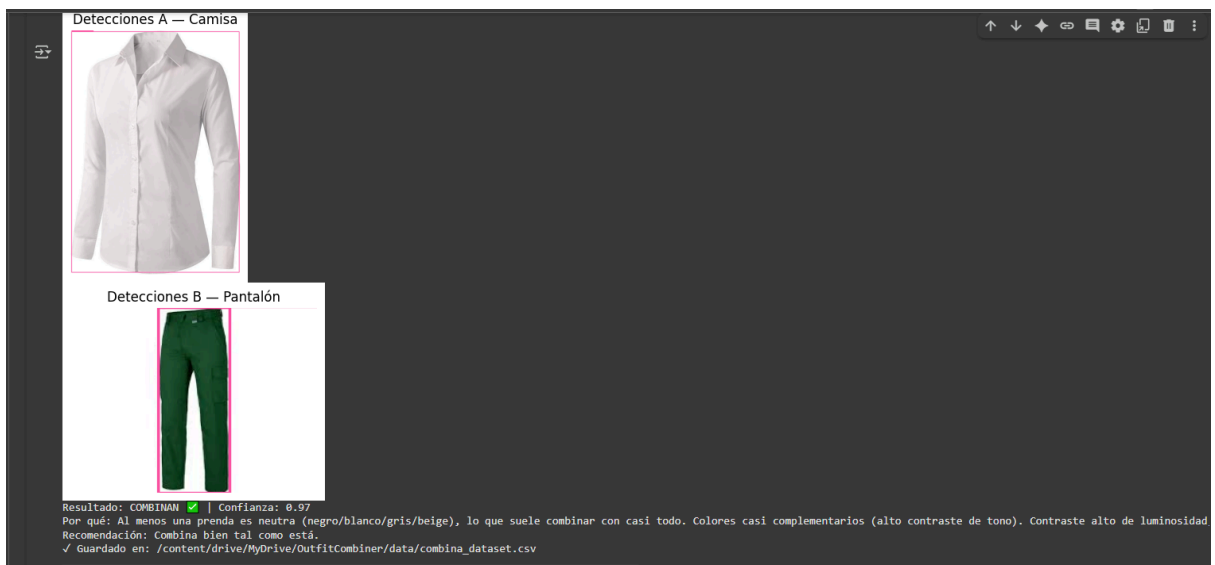 Detecciones A — Camisa
Detecciones B — Pantalón
Resultado: COMBINAN ✅ | Confianza: 0.97
Por qué: Al menos una prenda es neutra (negro/blanco/gris/beige), lo que suele combinar con casi todo. Colores casi complementarios (alto contraste de tono). Contraste alto de luminosidad
Recomendación: Combina bien tal como está.
✓ Guardado en: /content/drive/MyDrive/OutfitCombiner/data/combina_dataset.csv